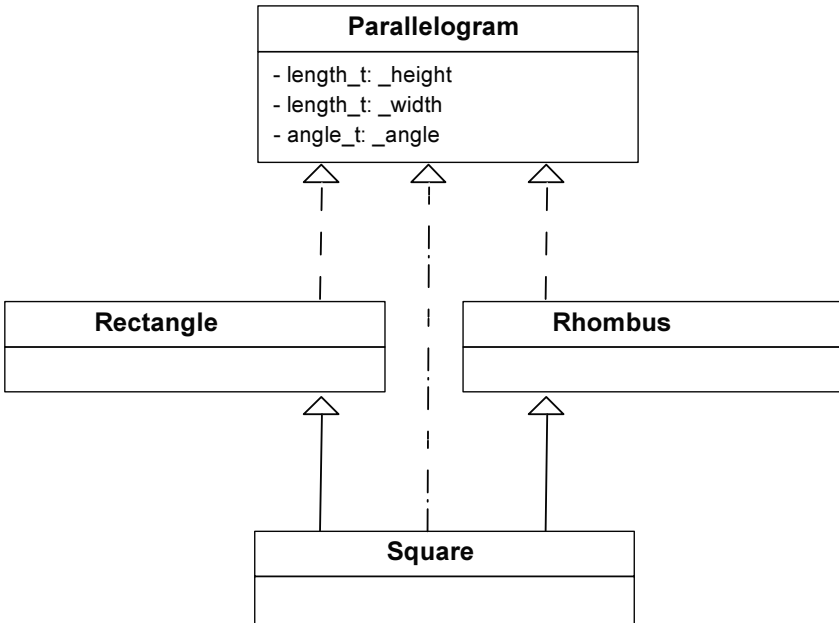 Parallelogram
- length_t: _height
- length_t: _width
- angle_t: _angle
Rectangle
Rhombus
Square